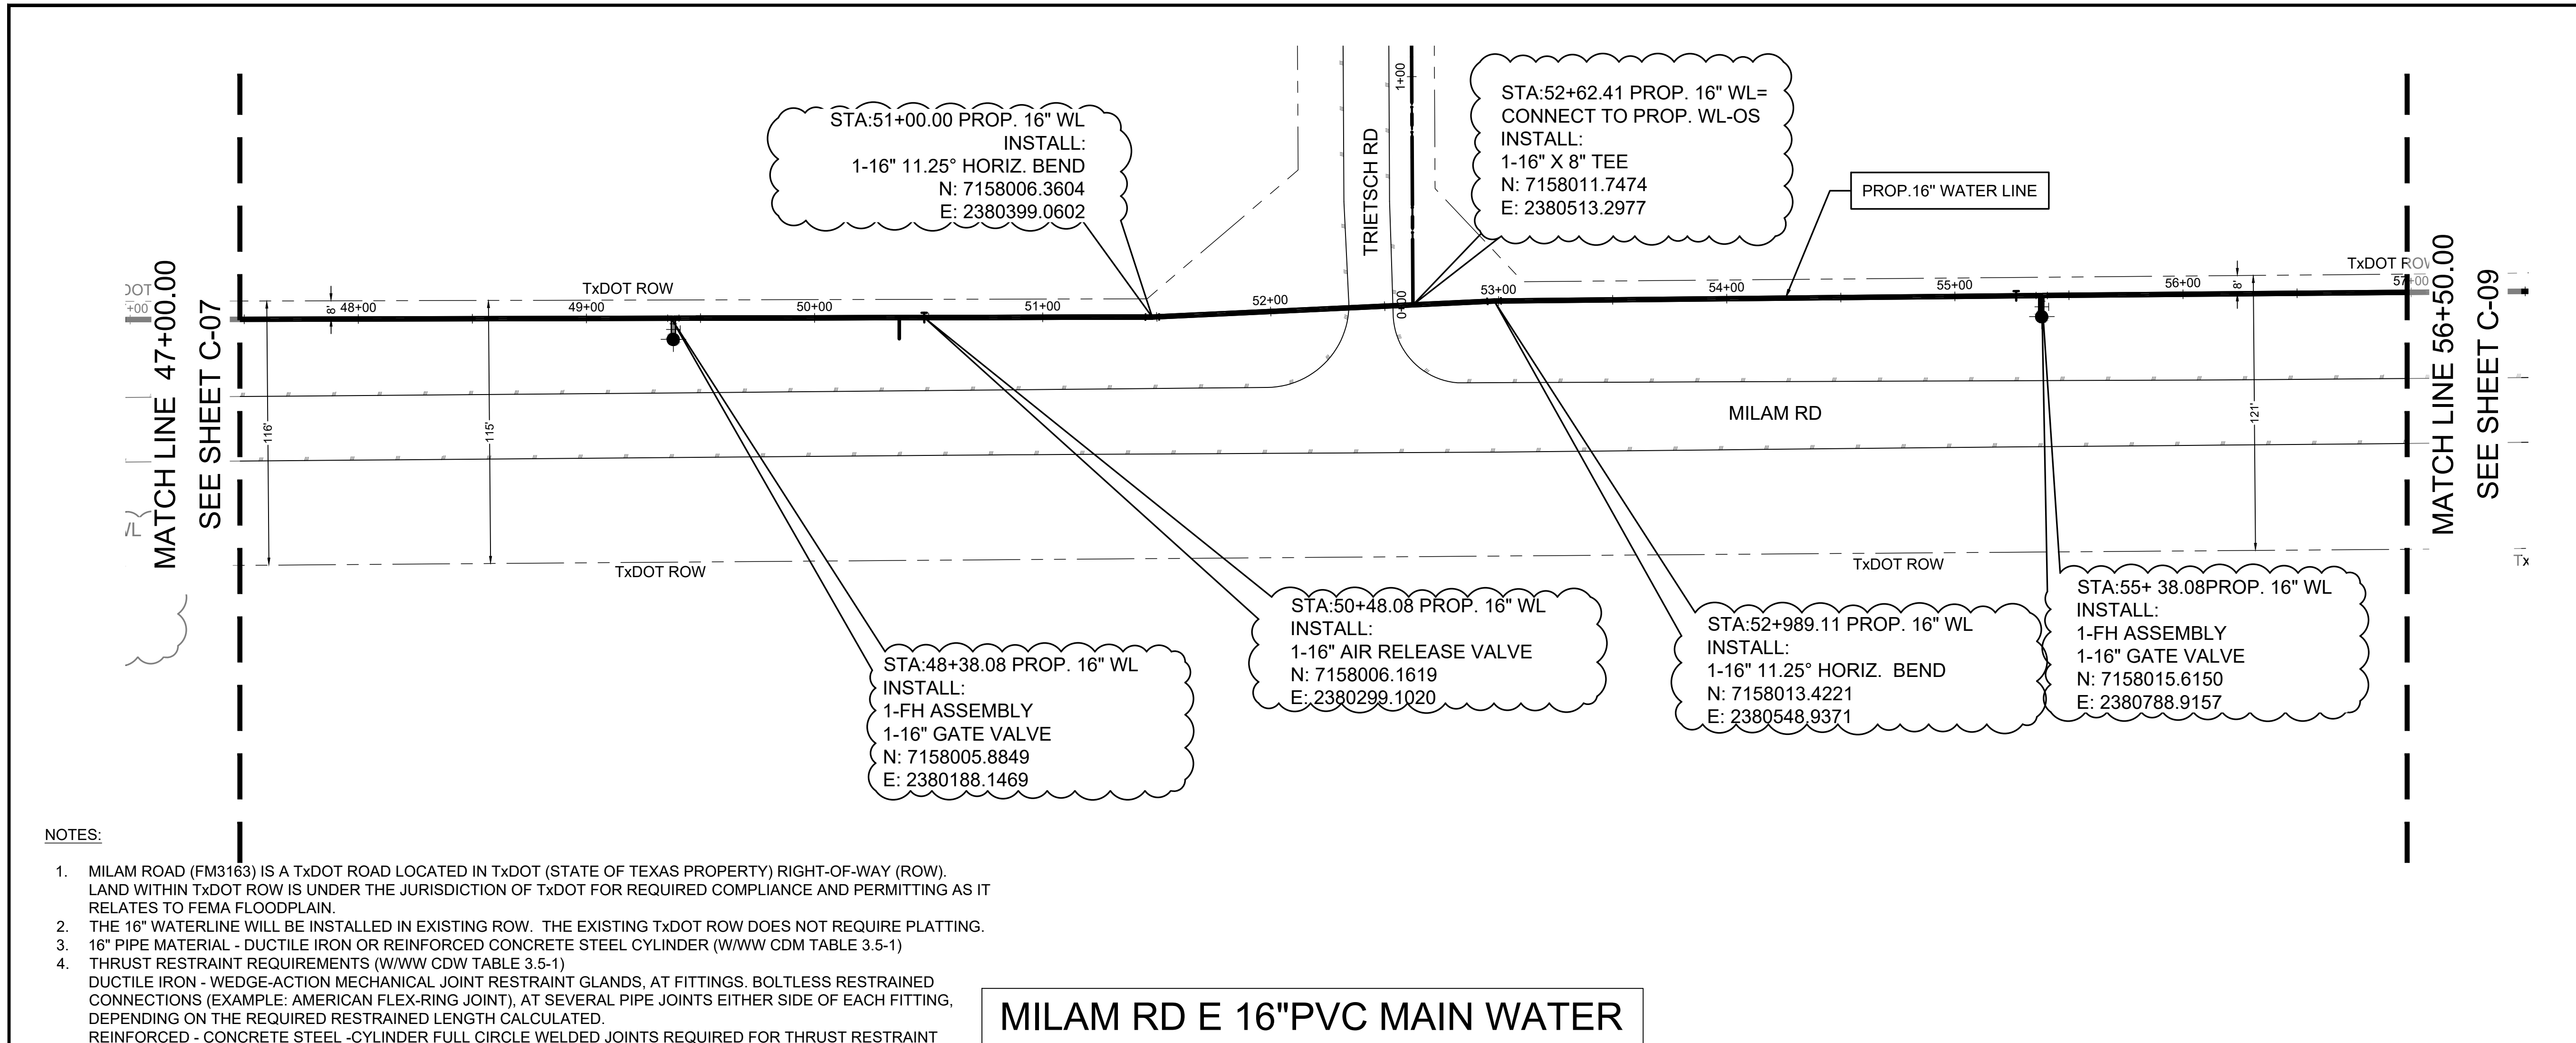 STA:51+00.00 PROP. 16" WL
INSTALL:
1-16" 11.25° HORIZ. BEND
N: 7158006.3604
E: 2380399.0602
TRIETSCH RD
1+00
0+00
STA:52+62.41 PROP. 16" WL=
CONNECT TO PROP. WL-OS
INSTALL:
1-16" X 8" TEE
N: 7158011.7474
E: 2380513.2977
PROP.16" WATER LINE
MATCH LINE 47+00.00
SEE SHEET C-07
+00
TxDOT ROW
8'
48+00
49+00
50+00
51+00
52+00
53+00
54+00
55+00
56+00
57+00
TxDOT ROW
8'
116'
115'
MILAM RD
121'
MATCH LINE 56+50.00
SEE SHEET C-09
TxDOT ROW
TxDOT ROW
STA:48+38.08 PROP. 16" WL
INSTALL:
1-FH ASSEMBLY
1-16" GATE VALVE
N: 7158005.8849
E: 2380188.1469
STA:50+48.08 PROP. 16" WL
INSTALL:
1-16" AIR RELEASE VALVE
N: 7158006.1619
E: 2380299.1020
STA:52+989.11 PROP. 16" WL
INSTALL:
1-16" 11.25° HORIZ. BEND
N: 7158013.4221
E: 2380548.9371
STA:55+ 38.08PROP. 16" WL
INSTALL:
1-FH ASSEMBLY
1-16" GATE VALVE
N: 7158015.6150
E: 2380788.9157
NOTES:
1. MILAM ROAD (FM3163) IS A TxDOT ROAD LOCATED IN TxDOT (STATE OF TEXAS PROPERTY) RIGHT-OF-WAY (ROW).
LAND WITHIN TxDOT ROW IS UNDER THE JURISDICTION OF TxDOT FOR REQUIRED COMPLIANCE AND PERMITTING AS IT
RELATES TO FEMA FLOODPLAIN.
2. THE 16" WATERLINE WILL BE INSTALLED IN EXISTING ROW. THE EXISTING TxDOT ROW DOES NOT REQUIRE PLATTING.
3. 16" PIPE MATERIAL - DUCTILE IRON OR REINFORCED CONCRETE STEEL CYLINDER (W/WW CDM TABLE 3.5-1)
4. THRUST RESTRAINT REQUIREMENTS (W/WW CDW TABLE 3.5-1)
DUCTILE IRON - WEDGE-ACTION MECHANICAL JOINT RESTRAINT GLANDS, AT FITTINGS. BOLTLESS RESTRAINED
CONNECTIONS (EXAMPLE: AMERICAN FLEX-RING JOINT), AT SEVERAL PIPE JOINTS EITHER SIDE OF EACH FITTING,
DEPENDING ON THE REQUIRED RESTRAINED LENGTH CALCULATED.
REINFORCED - CONCRETE STEEL -CYLINDER FULL CIRCLE WELDED JOINTS REQUIRED FOR THRUST RESTRAINT
MILAM RD E 16"PVC MAIN WATER